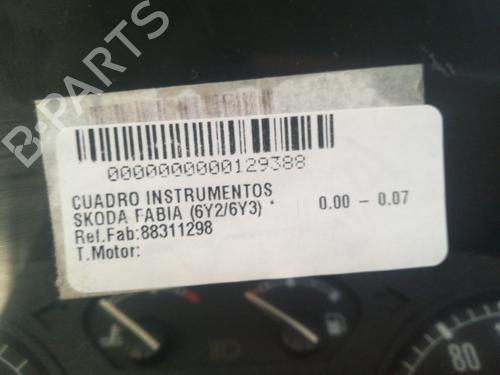 B-PARTS
0000000000129388
CUADRO INSTRUMENTOS
SKODA FABIA (6Y2/6Y3) * 0.00 - 0.07
Ref.Fab:88311298
T.Motor:
80